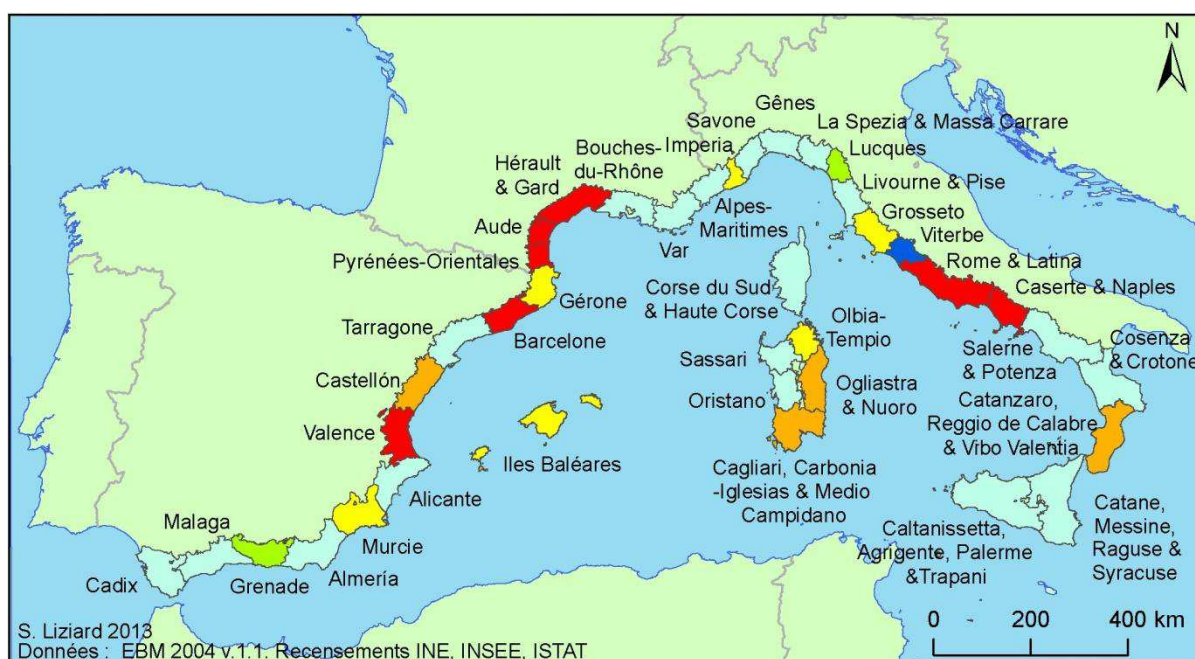 N
Gênes
Savone
La Spezia & Massa Carrare
Imperia
Lucques
Bouches-
du-Rhône
Hérault
& Gard
Livourne & Pise
Grosseto
Aude
Alpes-
Maritimes
Viterbe
Var
Rome & Latina
Pyrénées-Orientales
Caserte & Naples
Gérone
Corse du Sud
& Haute Corse
Olbia-
Tempio
Tarragone
Barcelone
Cosenza
& Crotone
Salerne
& Potenza
Sassari
Castellón
Ogliastra
& Nuoro
Oristano
Catanzaro,
Reggio de Calabre
& Vibo Valentia
Valence
Iles Baléares
Cagliari, Carbonia
-Iglesias & Medio
Campidano
Alicante
Catane,
Messine,
Raguse &
Syracuse
Malaga
Murcie
Caltanissetta,
Agrigente, Palerme
&Trapani
Cadix
Grenade
Almería
0 200 400 km
S. Liziard 2013
Données : EBM 2004 v.1.1. Recensements INE, INSEE, ISTAT